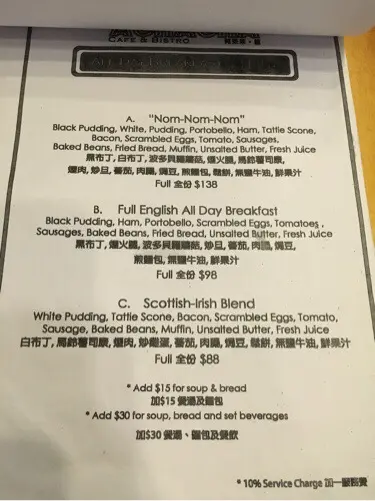 CAFE & BISTRO
A. "Nom-Nom-Nom"
Black Pudding, White, Pudding, Portobello, Ham, Tattie Scone,
Bacon, Scrambled Eggs, Tomato, Sausages,
Baked Beans, Fried Bread, Muffin, Unsalted Butter, Fresh Juice
黑布丁, 白布丁, 波多貝羅蘑菇, 煙火腿, 馬鈴薯司康,
煙肉, 炒旦, 蕃茄, 肉腸, 焗豆, 煎麵包, 鬆餅, 無鹽牛油, 鮮果汁
Full 全份 $138
B. Full English All Day Breakfast
Black Pudding, Ham, Portobello, Scrambled Eggs, Tomatoes,
Sausages, Baked Beans, Fried Bread, Unsalted Butter, Fresh Juice
黑布丁, 煙火腿, 波多貝羅蘑菇, 炒旦, 蕃茄, 肉腸, 焗豆,
煎麵包, 無鹽牛油, 鮮果汁
Full 全份 $98
C. Scottish-Irish Blend
White Pudding, Tattie Scone, Bacon, Scrambled Eggs, Tomato,
Sausage, Baked Beans, Muffin, Unsalted Butter, Fresh Juice
白布丁, 馬鈴薯司康, 煙肉, 炒雞蛋, 蕃茄, 肉腸, 焗豆, 鬆餅, 無鹽牛油, 鮮果汁
Full 全份 $88
* Add $15 for soup & bread
加$15 餐湯及麵包
* Add $30 for soup, bread and set beverages
加$30 餐湯、麵包及餐飲
* 10% Service Charge 加一服務費